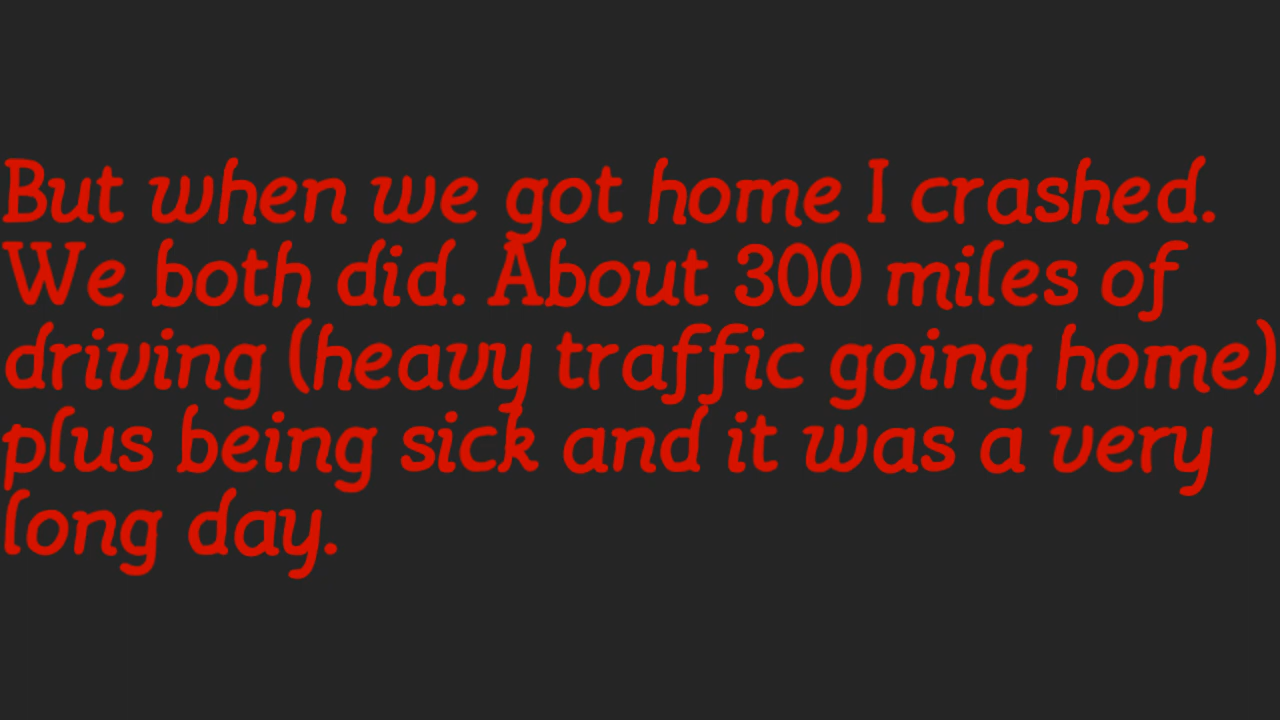 But when we got home I crashed.
We both did. About 300 miles of
driving (heavy traffic going home)
plus being sick and it was a very
long day.